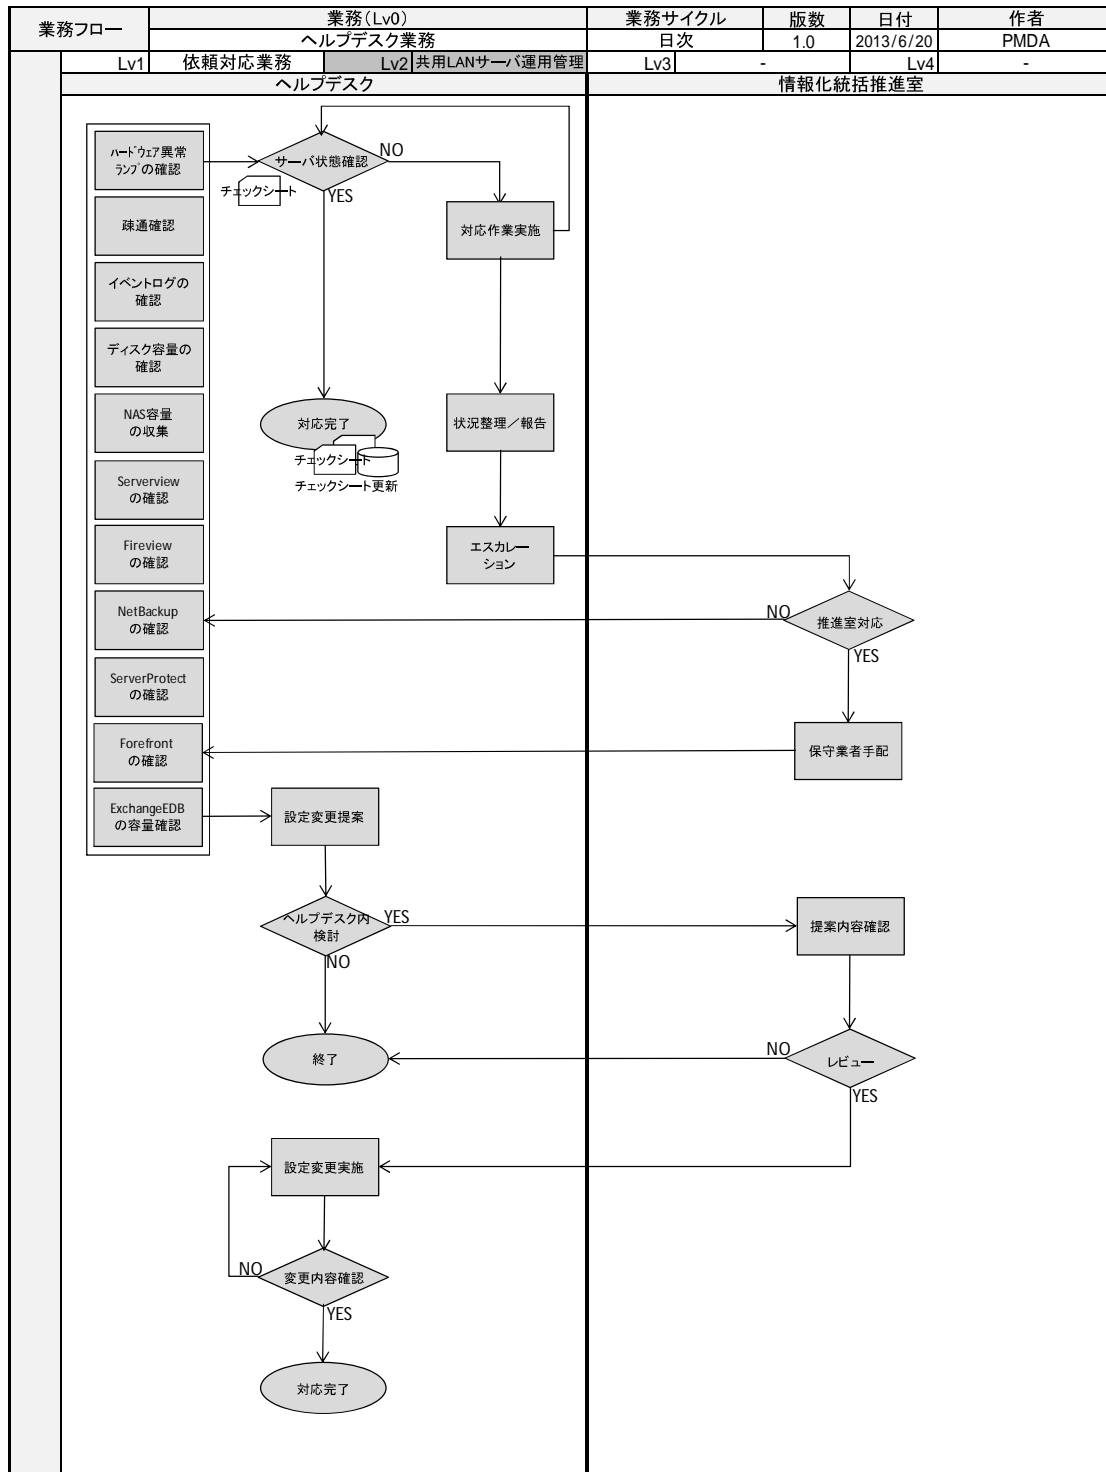 業務フロー
業務(Lv0)
業務サイクル
版数
日付
作者
ヘルプデスク業務
日次
1.0
2013/6/20
PMDA
Lv1
依頼対応業務
Lv2
共用LANサーバ運用管理
Lv3
-
Lv4
-
ヘルプデスク
情報化統括推進室
ハードウェア異常
ランプの確認
サーバ状態確認
NO
チェックシート
YES
疎通確認
対応作業実施
イベントログの
確認
ディスク容量の
確認
NAS容量
の収集
対応完了
チェックシート
チェックシート更新
状況整理/報告
Serverview
の確認
Fireview
の確認
エスカレー
ション
NetBackup
の確認
NO
推進室対応
YES
ServerProtect
の確認
Forefront
の確認
保守業者手配
ExchangeEDB
の容量確認
設定変更提案
ヘルプデスク内
検討
YES
NO
提案内容確認
終了
NO
レビュー
YES
設定変更実施
NO
変更内容確認
YES
対応完了